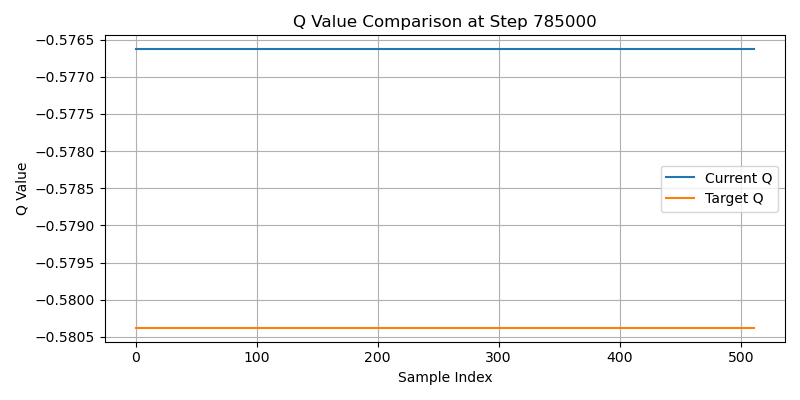 Q Value Comparison at Step 785000
−0.5765
−0.5770
−0.5775
−0.5780
−0.5785
−0.5790
−0.5795
−0.5800
−0.5805
Q Value
Current Q
Target Q
0 100 200 300 400 500
Sample Index